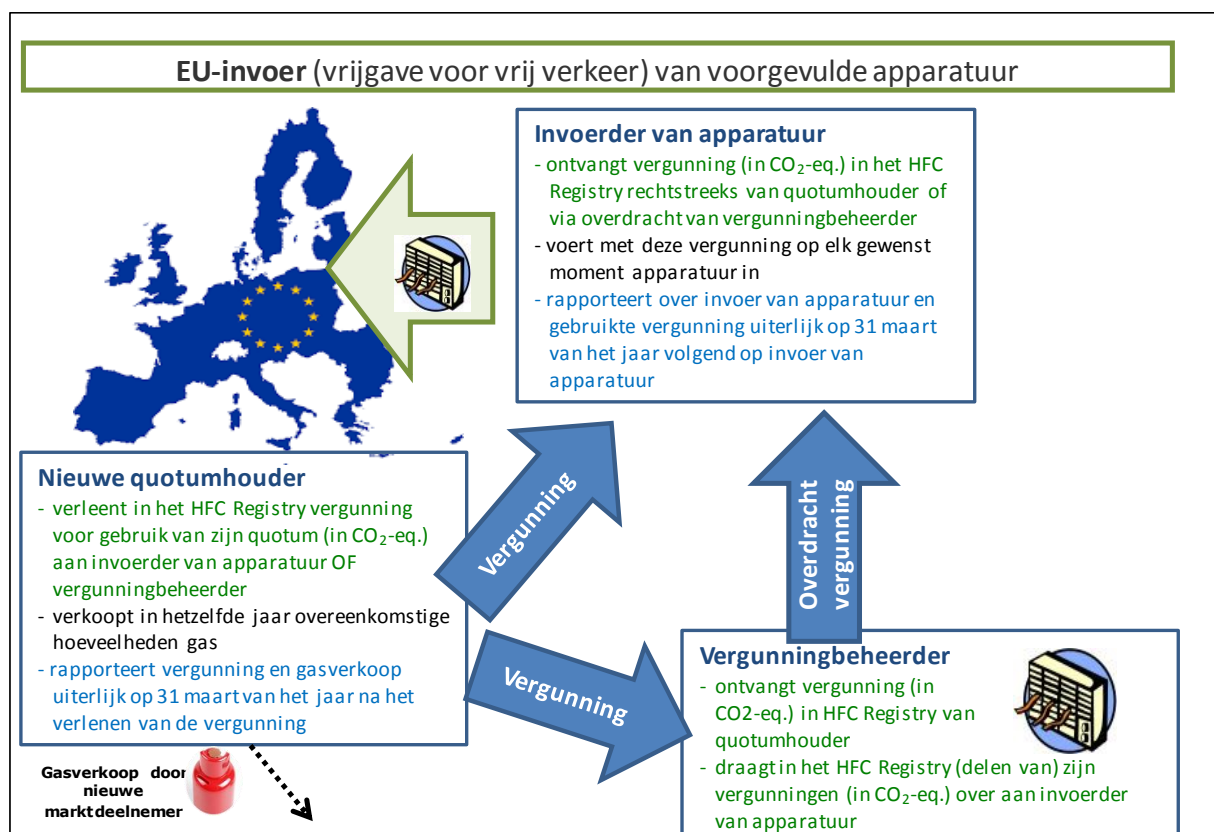 EU-invoer (vrijgave voor vrij verkeer) van voorgevulde apparatuur
Invoerder van apparatuur
- ontvangt vergunning (in CO₂-eq.) in het HFC
Registry rechtstreeks van quotumhouder of
via overdracht van vergunningbeheerder
- voert met deze vergunning op elk gewenst
moment apparatuur in
- rapporteert over invoer van apparatuur en
gebruikte vergunning uiterlijk op 31 maart
van het jaar volgend op invoer van
apparatuur
Nieuwe quotumhouder
- verleent in het HFC Registry vergunning
voor gebruik van zijn quotum (in CO₂-eq.)
aan invoerder van apparatuur OF
vergunningbeheerder
- verkoopt in hetzelfde jaar overeenkomstige
hoeveelheden gas
- rapporteert vergunning en gasverkoop
uiterlijk op 31 maart van het jaar na het
verlenen van de vergunning
Vergunning
Vergunning
Overdracht
vergunning
Vergunningbeheerder
- ontvangt vergunning (in
CO2-eq.) in HFC Registry van
quotumhouder
- draagt in het HFC Registry (delen van) zijn
vergunningen (in CO₂-eq.) over aan invoerder
van apparatuur
Gasverkoop door
nieuwe
marktdeelnemer